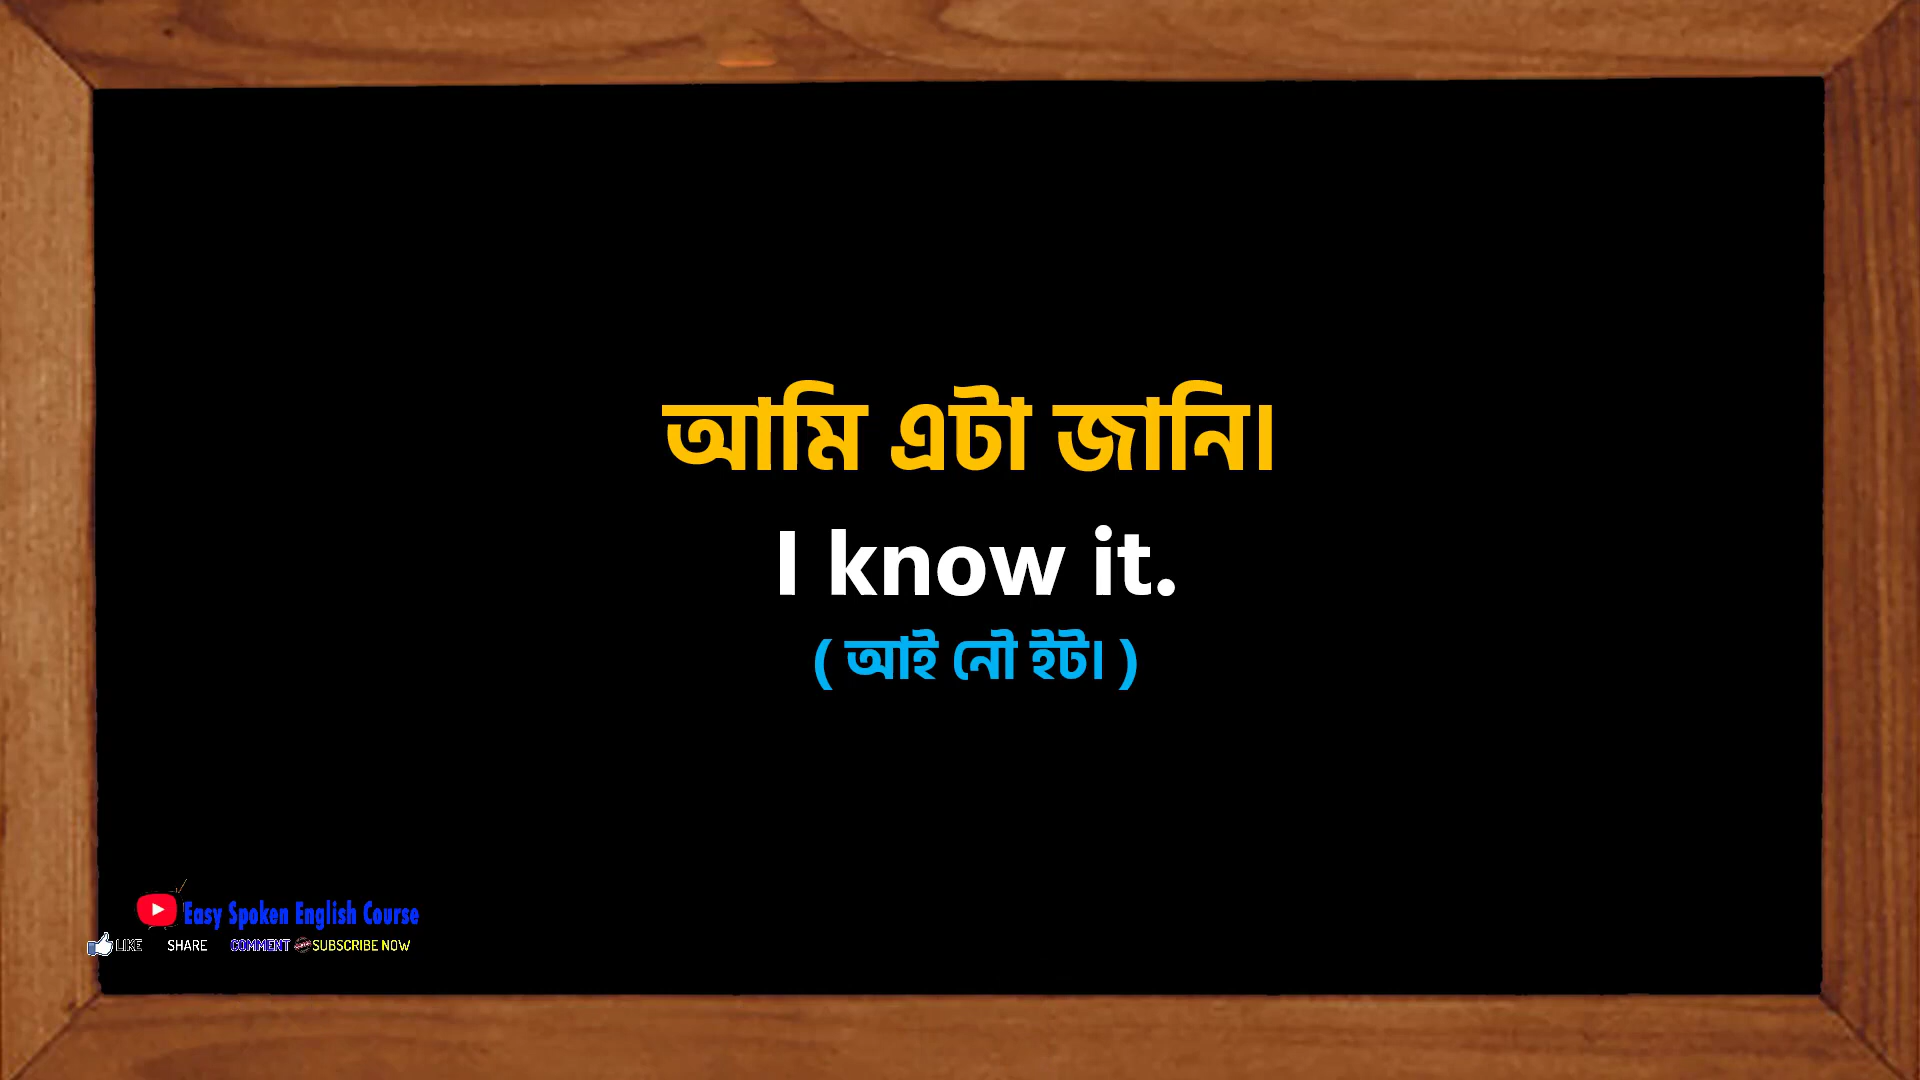 আমি এটা জানি।
I know it.
( আই নৌ ইট। )
Easy Spoken English Course
LIKE SHARE COMMENT SUBSCRIBE NOW